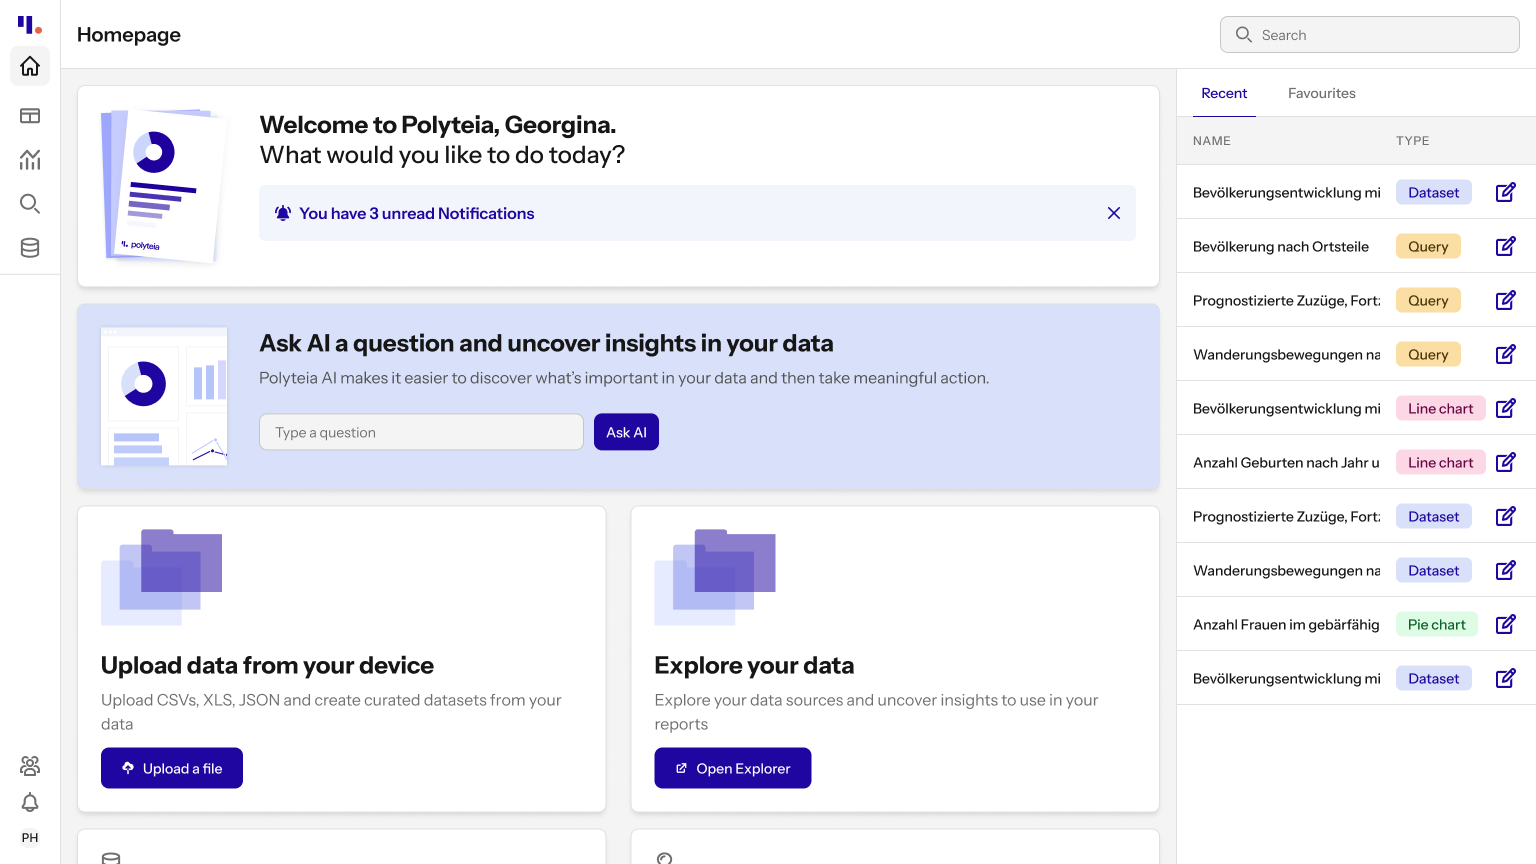 Homepage
Search
Welcome to Polyteia, Georgina.
What would you like to do today?
You have 3 unread Notifications
polyteia
Ask AI a question and uncover insights in your data
Polyteia AI makes it easier to discover what's important in your data and then take meaningful action.
Type a question
Ask AI
Upload data from your device
Upload CSVs, XLS, JSON and create curated datasets from your
data
Upload a file
Explore your data
Explore your data sources and uncover insights to use in your
reports
Open Explorer
Recent
Favourites
NAME TYPE
Bevölkerungsentwicklung mi Dataset
Bevölkerung nach Ortsteile Query
Prognostizierte Zuzüge, Fortz Query
Wanderungsbewegungen na Query
Bevölkerungsentwicklung mi Line chart
Anzahl Geburten nach Jahr u Line chart
Prognostizierte Zuzüge, Fortz Dataset
Wanderungsbewegungen na Dataset
Anzahl Frauen im gebärfähig Pie chart
Bevölkerungsentwicklung mi Dataset
PH